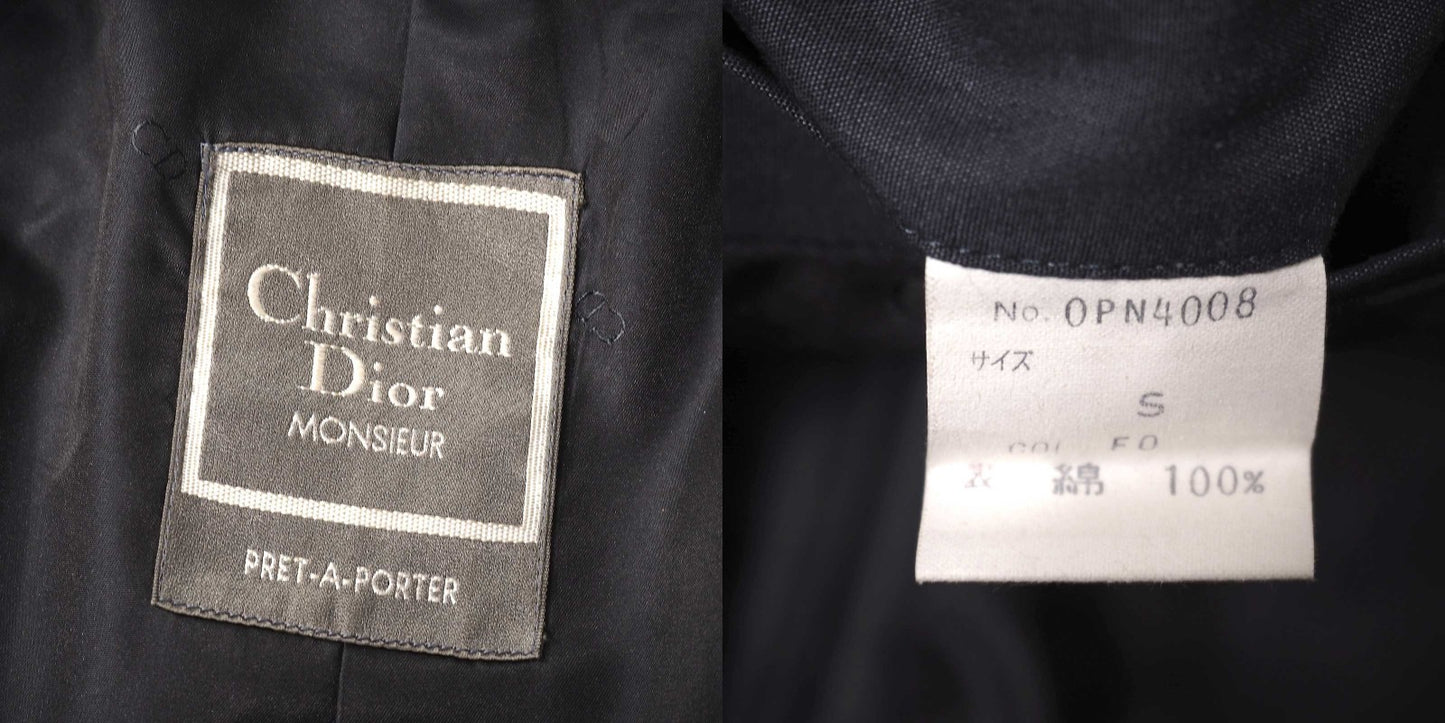 Christian
Dior
MONSIEUR
PRET-A-PORTER
No. OPN4008
サイズ
S
綿 100%